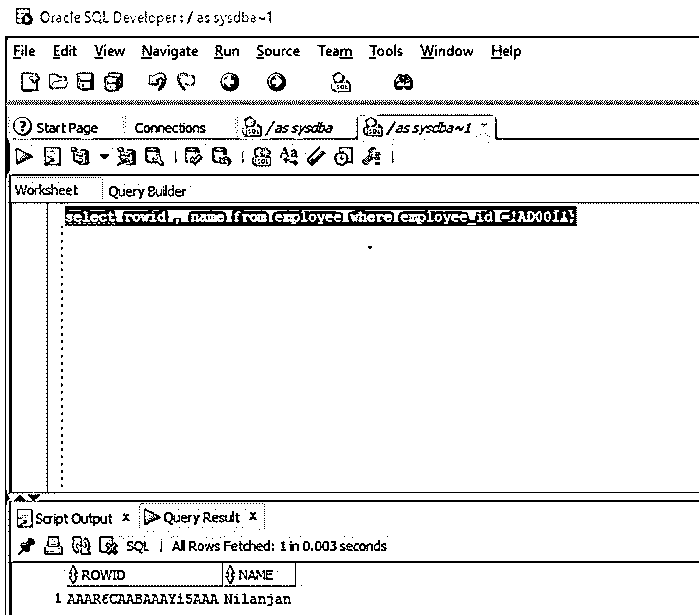 Oracle SQL Developer : / as sysdba~1
File Edit View Navigate Run Source Team Tools Window Help
Start Page Connections / as sysdba / as sysdba~1
Worksheet Query Builder
select rowid , name from employee where employee_id
Script Output x Query Result x
SQL | All Rows Fetched: 1 in 0.003 seconds
ROWID NAME
1 Nilanjan